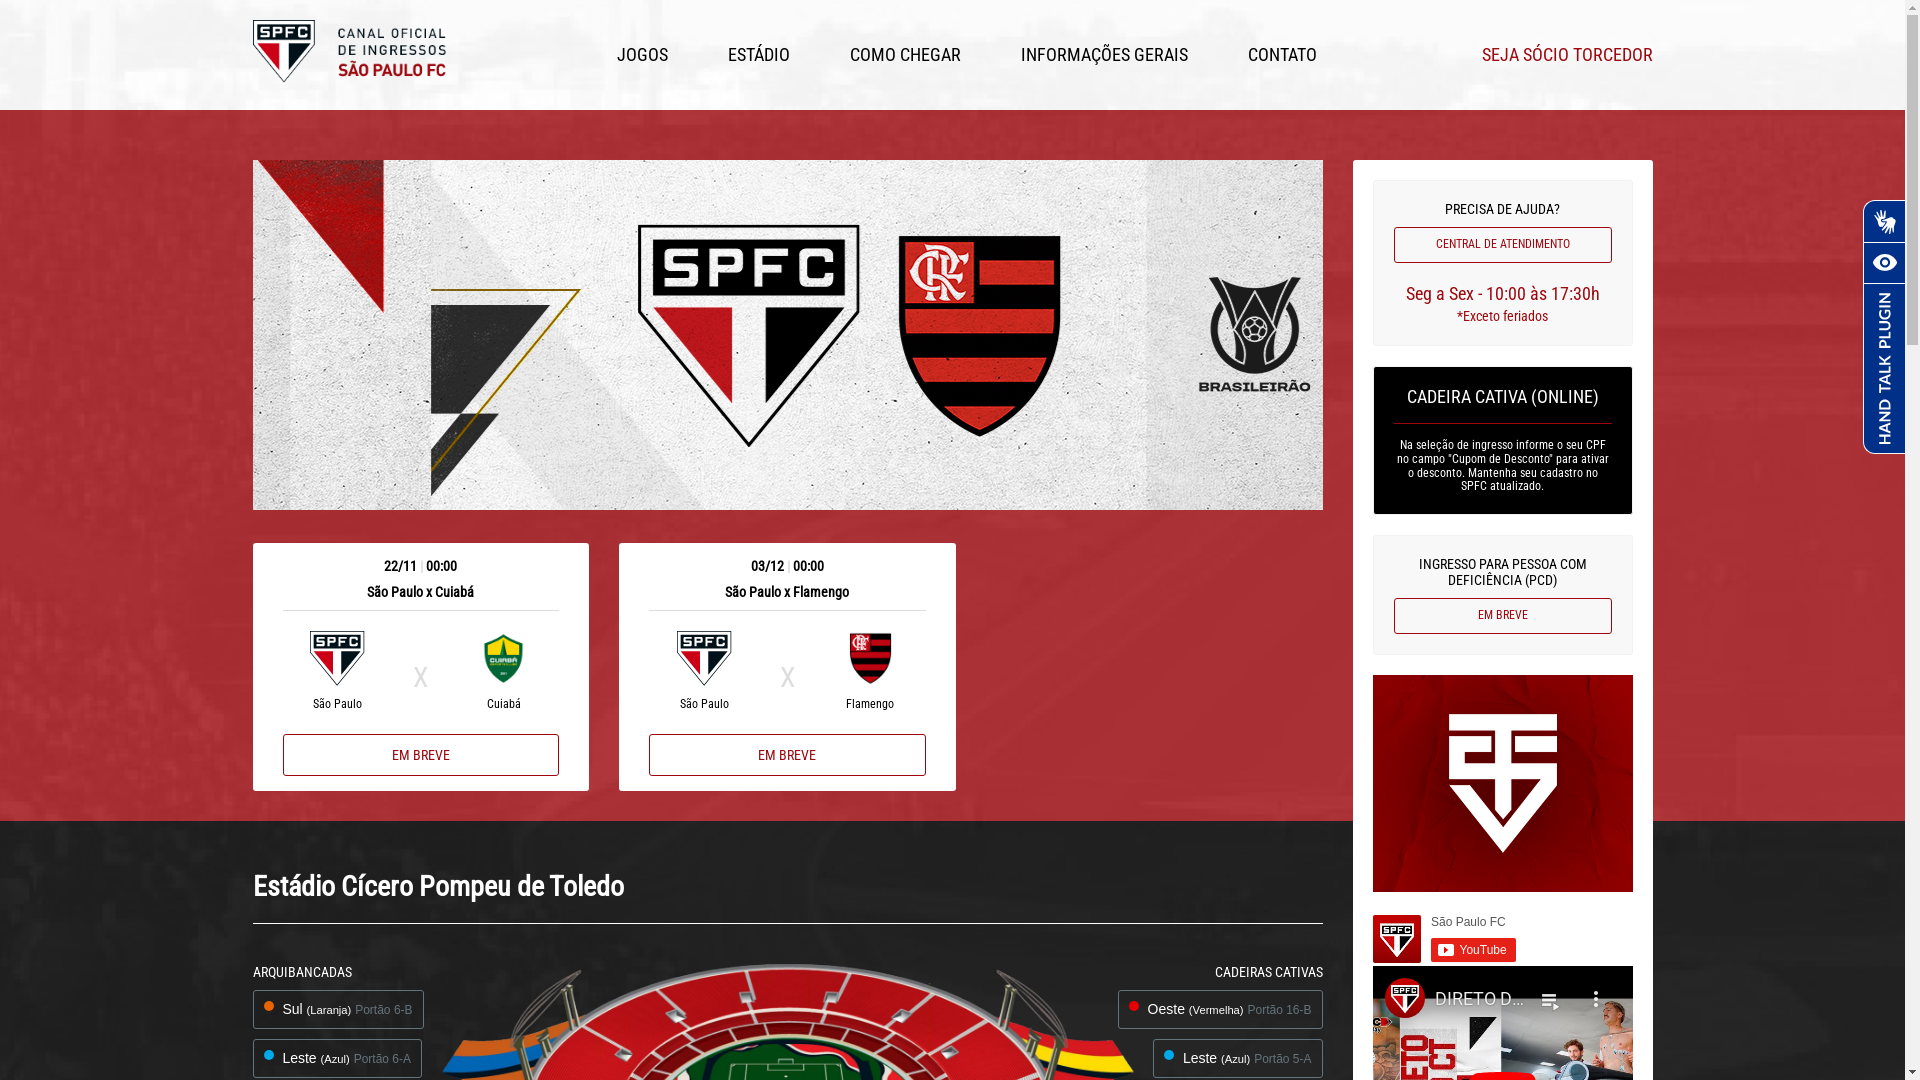 SPFC
CANAL OFICIAL
DE INGRESSOS
SÃO PAULO FC
JOGOS
ESTÁDIO
COMO CHEGAR
INFORMAÇÕES GERAIS
CONTATO
SEJA SÓCIO TORCEDOR
SPFC
CRF
BRASILEIRÃO
PRECISA DE AJUDA?
CENTRAL DE ATENDIMENTO
Seg a Sex - 10:00 às 17:30h
*Exceto feriados
CADEIRA CATIVA (ONLINE)
Na seleção de ingresso informe o seu CPF
no campo "Cupom de Desconto" para ativar
o desconto. Mantenha seu cadastro no
SPFC atualizado.
INGRESSO PARA PESSOA COM
DEFICIÊNCIA (PCD)
EM BREVE
HAND TALK PLUGIN
22/11 | 00:00
São Paulo x Cuiabá
SPFC
X
CUIABÁ
São Paulo
Cuiabá
EM BREVE
03/12 | 00:00
São Paulo x Flamengo
SPFC
X
São Paulo
Flamengo
EM BREVE
Estádio Cícero Pompeu de Toledo
ARQUIBANCADAS
Sul (Laranja) Portão 6-B
Leste (Azul) Portão 6-A
CADEIRAS CATIVAS
Oeste (Vermelha) Portão 16-B
Leste (Azul) Portão 5-A
SPFC
São Paulo FC
YouTube
SPFC
DIRETO D...